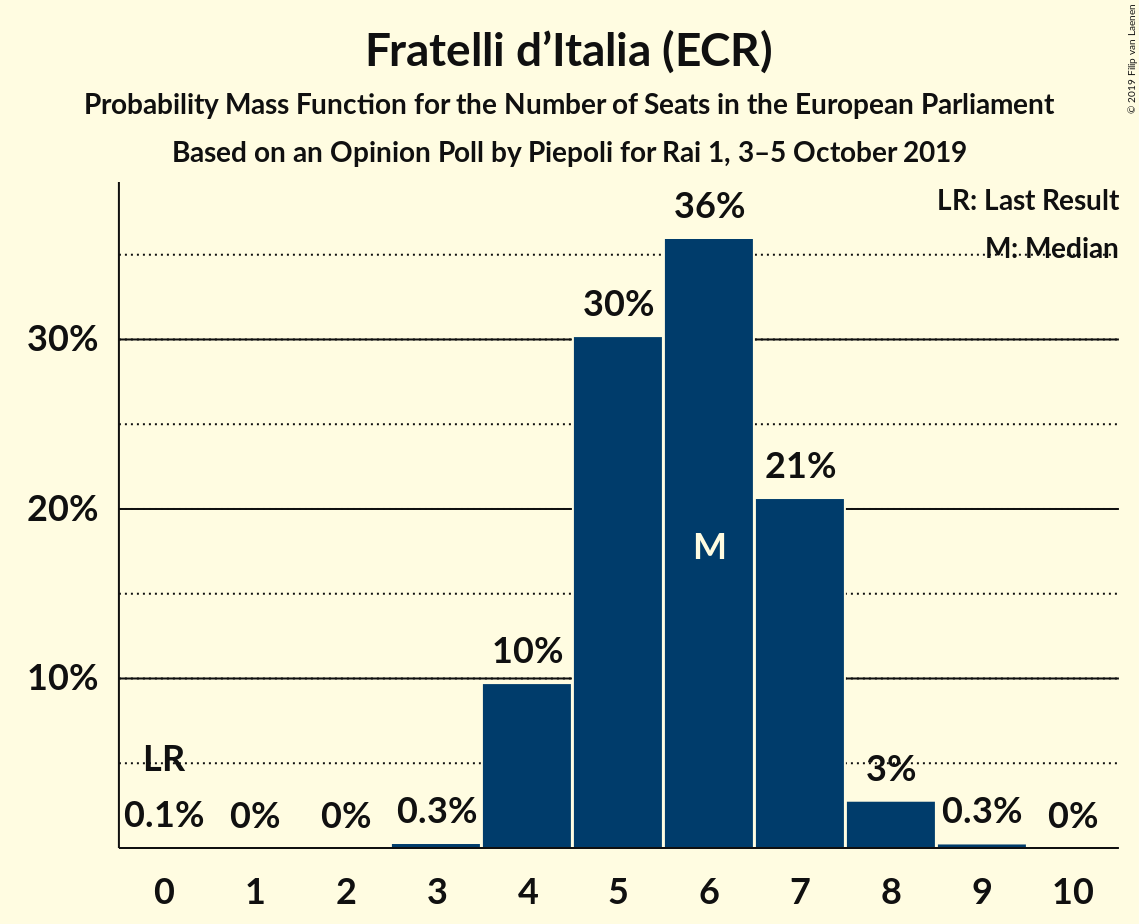 Fratelli d’Italia (ECR)
Probability Mass Function for the Number of Seats in the European Parliament
Based on an Opinion Poll by Piepoli for Rai 1, 3–5 October 2019
© 2019 Filip van Laenen
LR: Last Result
M: Median
36%
30%
30%
21%
20%
M
10%
10%
LR
3%
0.1% 0% 0% 0.3% 0.3% 0%
0 1 2 3 4 5 6 7 8 9 10